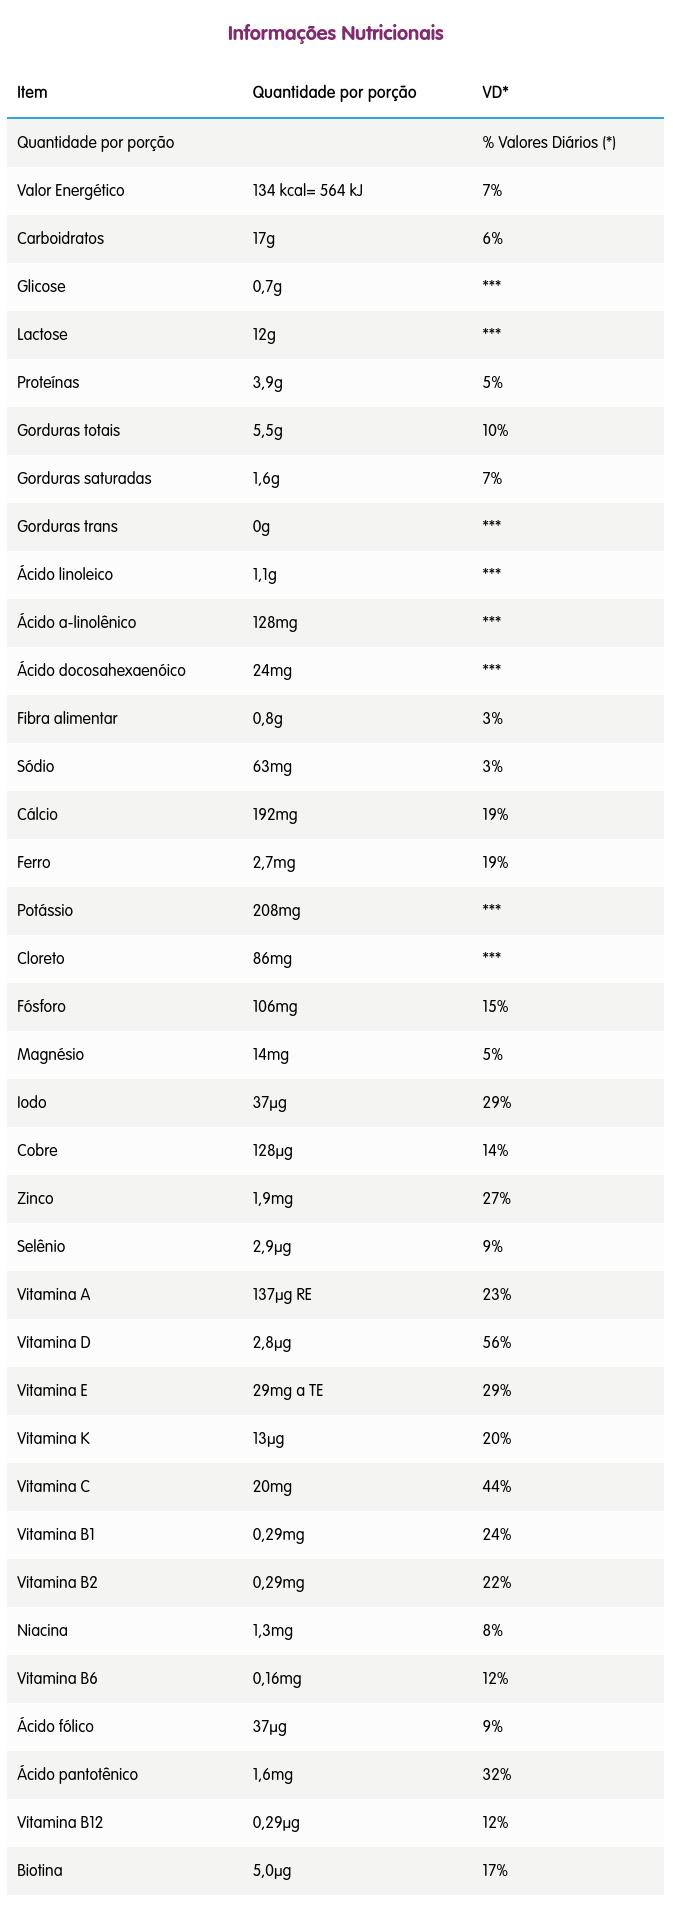 Informações Nutricionais
Item Quantidade por porção VD*
Quantidade por porção % Valores Diários (*)
Valor Energético 134 kcal= 564 kJ 7%
Carboidratos 17g 6%
Glicose 0,7g ***
Lactose 12g ***
Proteínas 3,9g 5%
Gorduras totais 5,5g 10%
Gorduras saturadas 1,6g 7%
Gorduras trans 0g ***
Ácido linoleico 1,1g ***
Ácido a-linolênico 128mg ***
Ácido docosahexaenóico 24mg ***
Fibra alimentar 0,8g 3%
Sódio 63mg 3%
Cálcio 192mg 19%
Ferro 2,7mg 19%
Potássio 208mg ***
Cloreto 86mg ***
Fósforo 106mg 15%
Magnésio 14mg 5%
Iodo 37µg 29%
Cobre 128µg 14%
Zinco 1,9mg 27%
Selênio 2,9µg 9%
Vitamina A 137µg RE 23%
Vitamina D 2,8µg 56%
Vitamina E 29mg a TE 29%
Vitamina K 13µg 20%
Vitamina C 20mg 44%
Vitamina B1 0,29mg 24%
Vitamina B2 0,29mg 22%
Niacina 1,3mg 8%
Vitamina B6 0,16mg 12%
Ácido fólico 37µg 9%
Ácido pantotênico 1,6mg 32%
Vitamina B12 0,29µg 12%
Biotina 5,0µg 17%